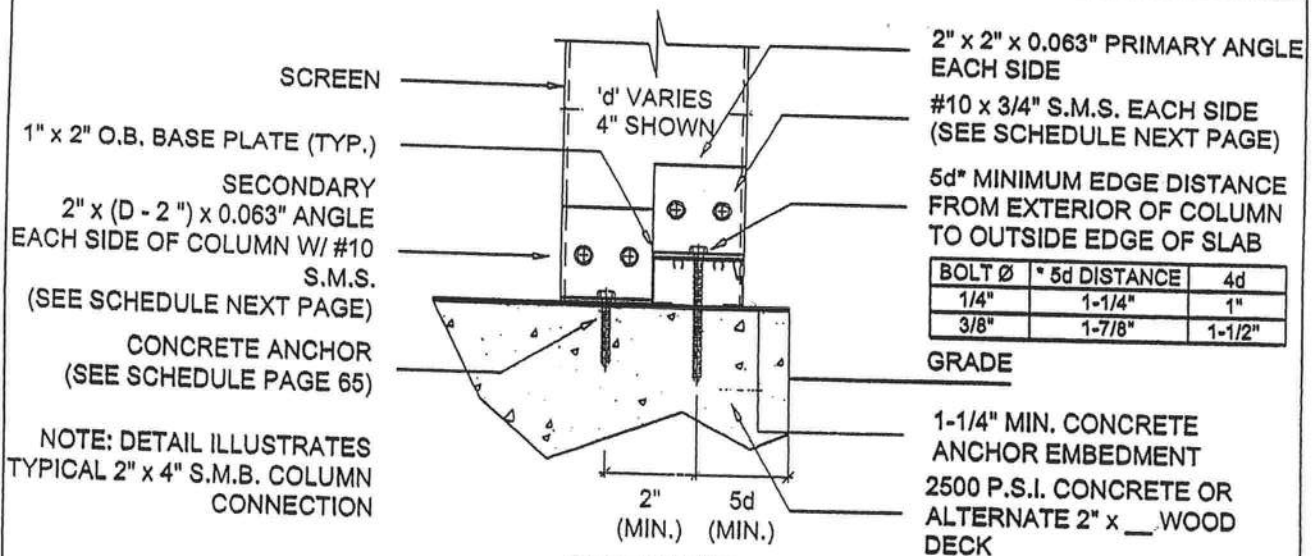 SCREEN
1" x 2" O.B. BASE PLATE (TYP.)
SECONDARY
2" x (D - 2 ") x 0.063" ANGLE
EACH SIDE OF COLUMN W/ #10
S.M.S.
(SEE SCHEDULE NEXT PAGE)
CONCRETE ANCHOR
(SEE SCHEDULE PAGE 65)
NOTE: DETAIL ILLUSTRATES
TYPICAL 2" x 4" S.M.B. COLUMN
CONNECTION
'd' VARIES
4" SHOWN
2"
(MIN.)
5d
(MIN.)
2" x 2" x 0.063" PRIMARY ANGLE
EACH SIDE
#10 x 3/4" S.M.S. EACH SIDE
(SEE SCHEDULE NEXT PAGE)
5d* MINIMUM EDGE DISTANCE
FROM EXTERIOR OF COLUMN
TO OUTSIDE EDGE OF SLAB
BOLT Ø * 5d DISTANCE 4d
1/4" 1-1/4" 1"
3/8" 1-7/8" 1-1/2"
GRADE
1-1/4" MIN. CONCRETE
ANCHOR EMBEDMENT
2500 P.S.I. CONCRETE OR
ALTERNATE 2" x __ WOOD
DECK